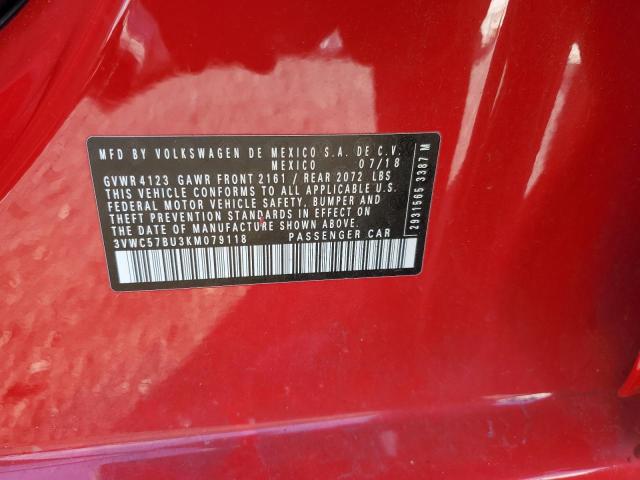 MFD BY VOLKSWAGEN DE MEXICO S.A. DE C.V.
MEXICO 07/18
GVWR 4123 GAWR FRONT 2161 / REAR 2072 LBS
THIS VEHICLE CONFORMS TO ALL APPLICABLE U.S.
FEDERAL MOTOR VEHICLE SAFETY, BUMPER AND
THEFT PREVENTION STANDARDS IN EFFECT ON
THE DATE OF MANUFACTURE SHOWN ABOVE.
3VWC57BU3KM079118 PASSENGER CAR
2931565 3387 M